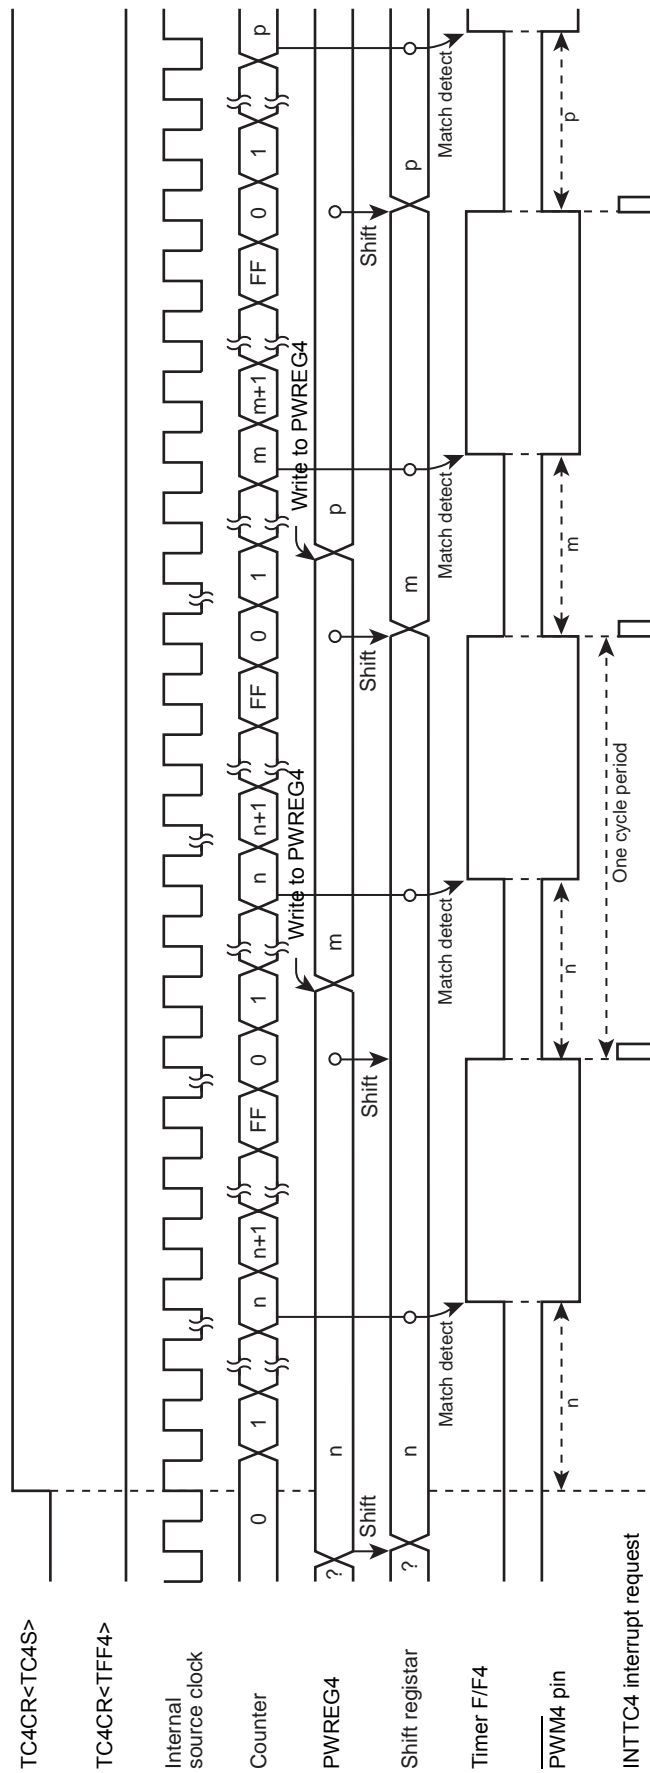 TC4CR<TC4S>
TC4CR<TFF4>
Internal
source clock
Counter
0 1 n n+1 FF 0 1 n n+1 FF 0 1 m m+1 FF 0 1 p
Write to PWREG4
Write to PWREG4
PWREG4
? n m p
Shift
Shift
Shift
Shift
Shift registar
? n m p
Match detect
Match detect
Match detect
Match detect
Timer F/F4
PWM4 pin
n n m p
One cycle period
INTTC4 interrupt request